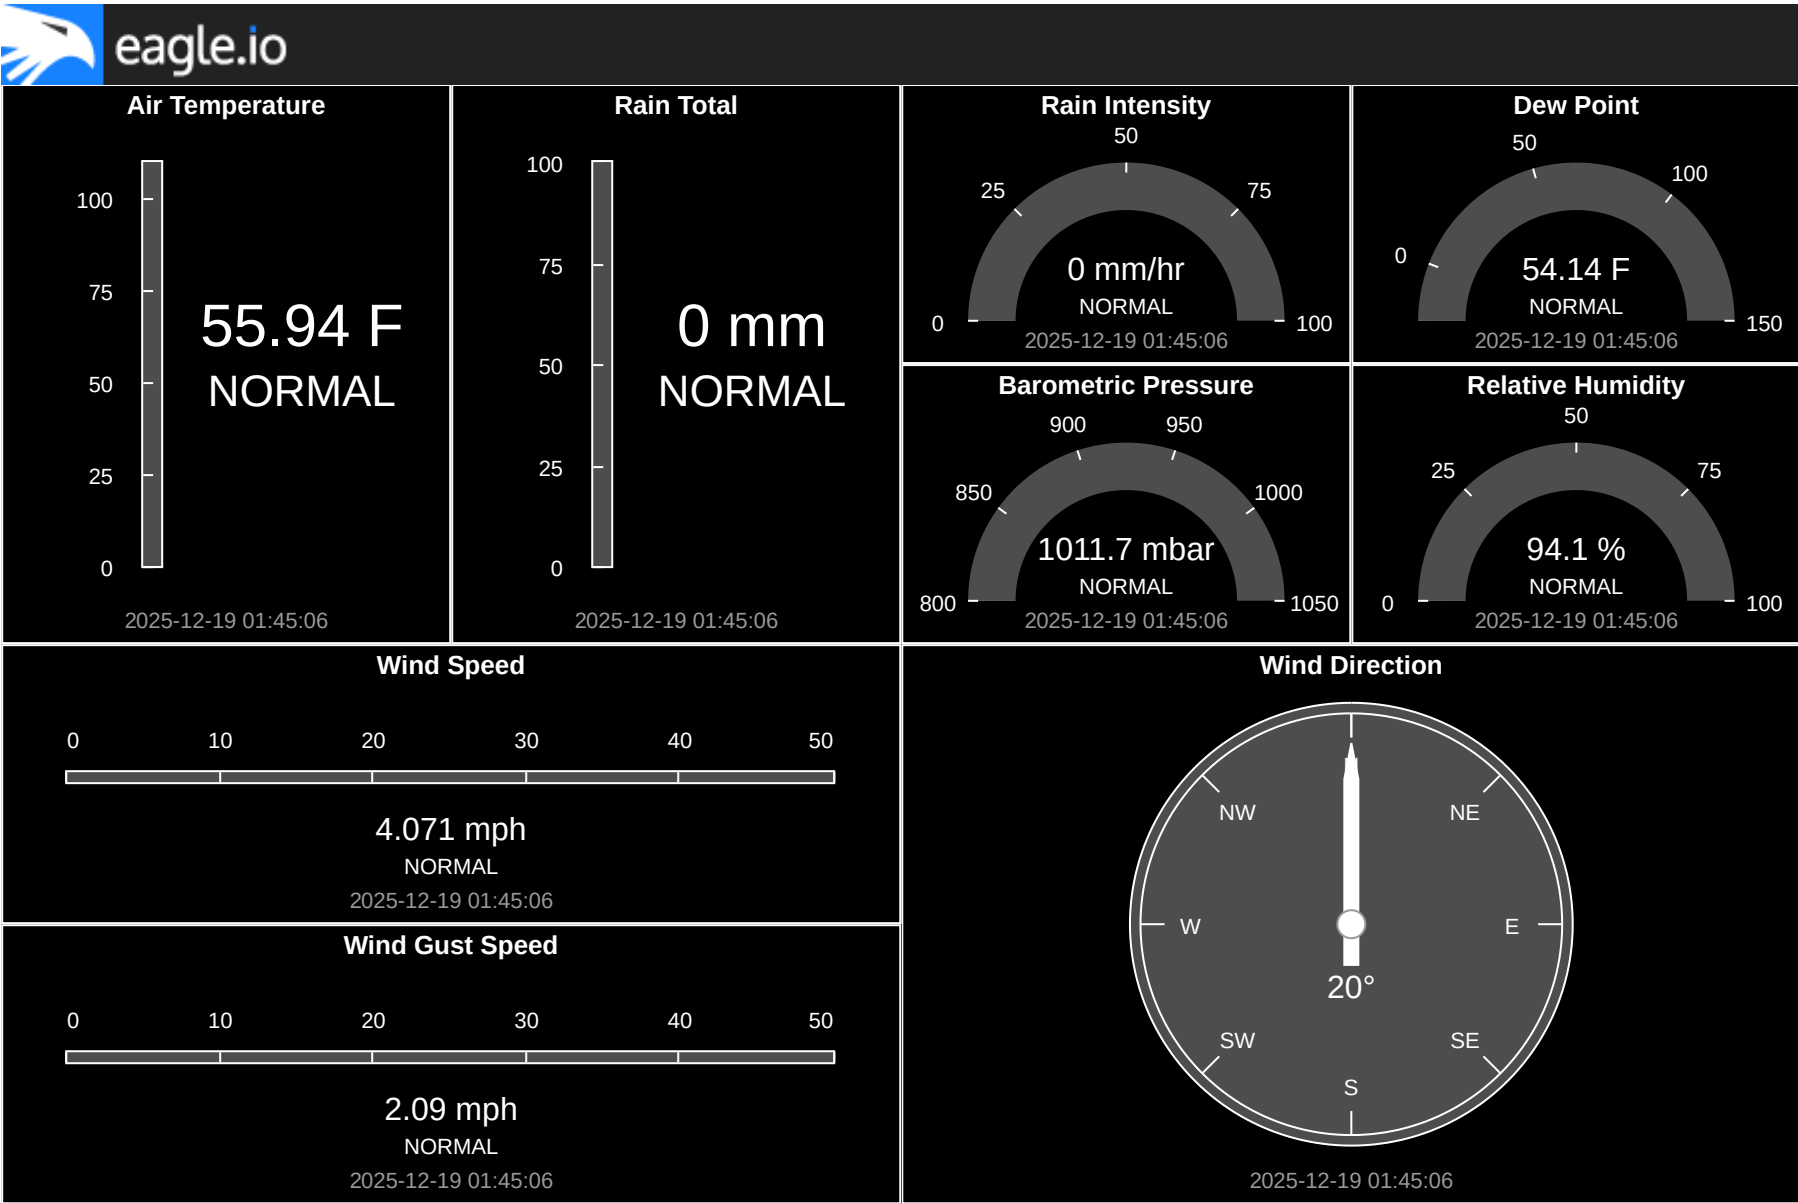 eagle.io
Air Temperature
100
75
50
25
0
55.94 F
NORMAL
2025-12-19 01:45:06
Rain Total
100
75
50
25
0
0 mm
NORMAL
2025-12-19 01:45:06
Rain Intensity
50
25
75
0
100
0 mm/hr
NORMAL
2025-12-19 01:45:06
Dew Point
50
100
0
150
54.14 F
NORMAL
2025-12-19 01:45:06
Barometric Pressure
900
950
850
1000
800
1050
1011.7 mbar
NORMAL
2025-12-19 01:45:06
Relative Humidity
50
25
75
0
100
94.1 %
NORMAL
2025-12-19 01:45:06
Wind Speed
0 10 20 30 40 50
4.071 mph
NORMAL
2025-12-19 01:45:06
Wind Gust Speed
0 10 20 30 40 50
2.09 mph
NORMAL
2025-12-19 01:45:06
Wind Direction
NW NE
W E
20°
SW SE
S
2025-12-19 01:45:06